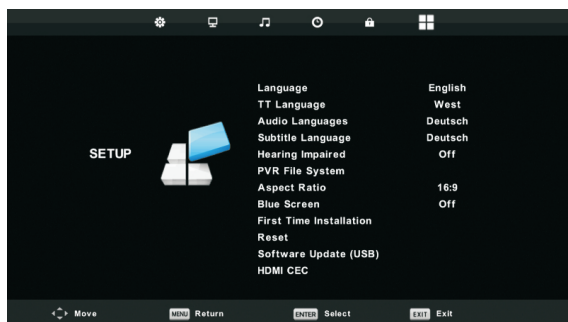 Language English
TT Language West
Audio Languages Deutsch
Subtitle Language Deutsch
SETUP Hearing Impaired Off
PVR File System
Aspect Ratio 16:9
Blue Screen Off
First Time Installation
Reset
Software Update (USB)
HDMI CEC
Move MENU Return ENTER Select EXIT Exit